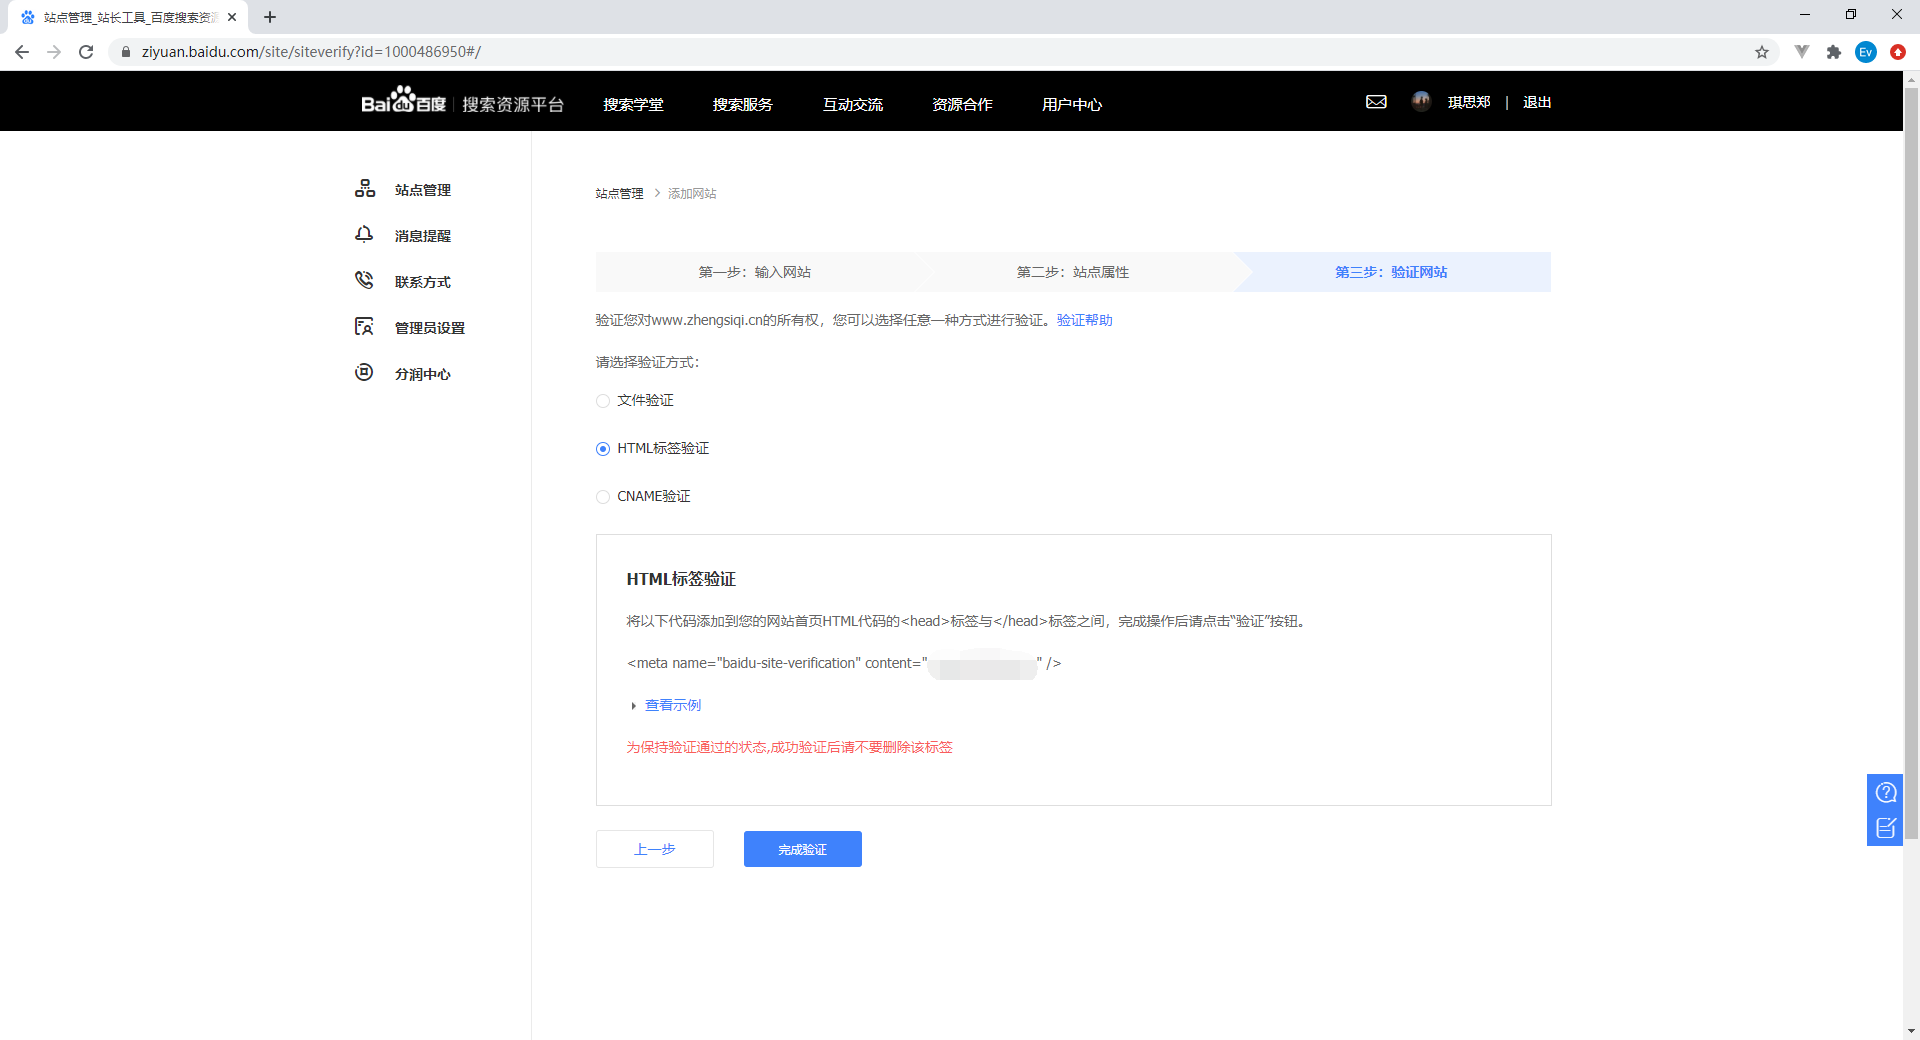 站点管理_站长工具_百度搜索资源
ziyuan.baidu.com/site/siteverify?id=1000486950#/
Ev
Bai du 百度 | 搜索资源平台
搜索学堂
搜索服务
互动交流
资源合作
用户中心
琪思郑 | 退出
站点管理
消息提醒
联系方式
管理员设置
分润中心
站点管理 > 添加网站
第一步：输入网站
第二步：站点属性
第三步：验证网站
验证您对www.zhengsiqi.cn的所有权，您可以选择任意一种方式进行验证。验证帮助
请选择验证方式：
文件验证
HTML标签验证
CNAME验证
HTML标签验证
将以下代码添加到您的网站首页HTML代码的<head>标签与</head>标签之间，完成操作后请点击“验证”按钮。
<meta name="baidu-site-verification" content="" />
查看示例
为保持验证通过的状态,成功验证后请不要删除该标签
上一步
完成验证